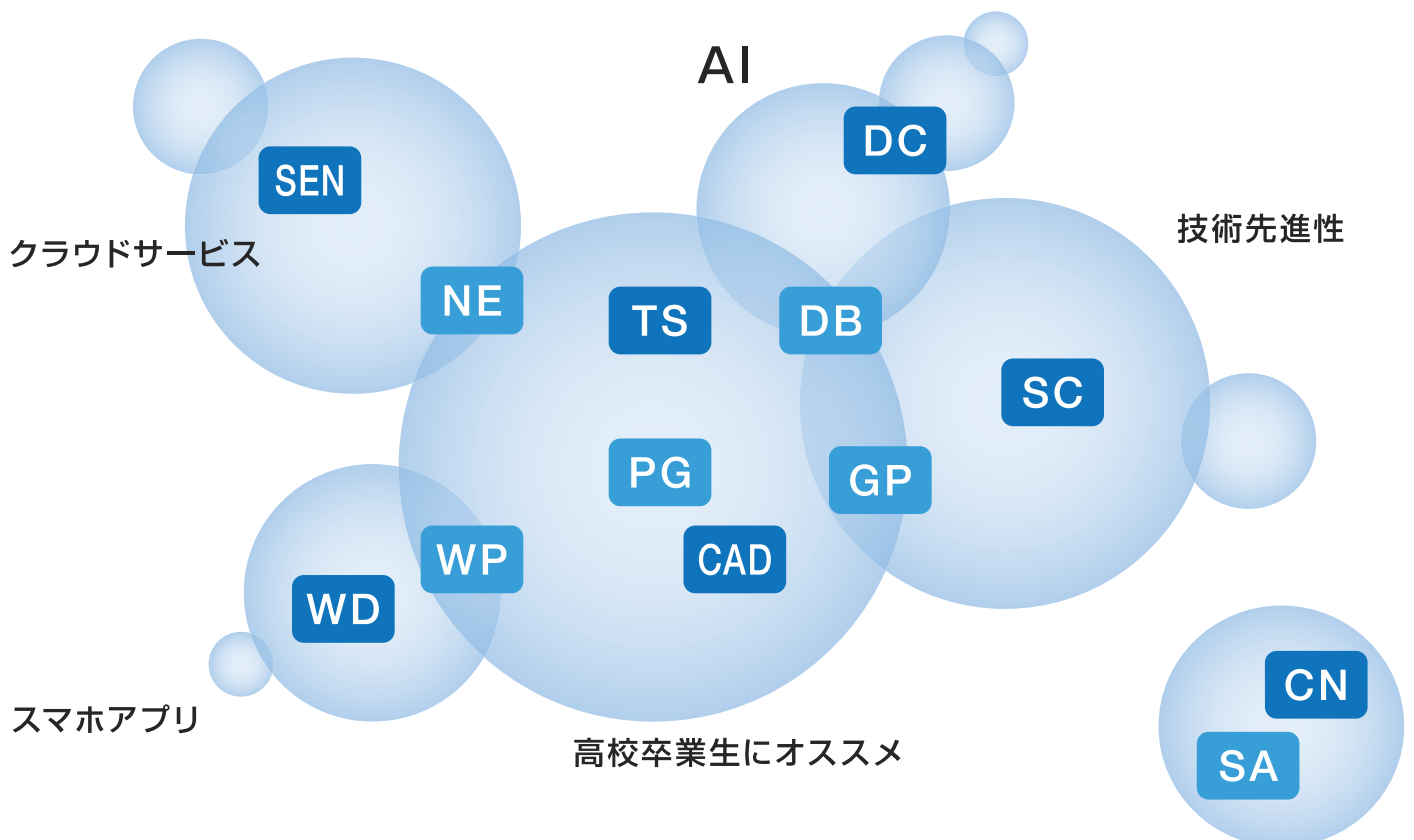 AI
DC
SEN
技術先進性
クラウドサービス
NE
TS
DB
SC
PG
GP
WP
CAD
WD
CN
スマホアプリ
高校卒業生にオススメ
SA